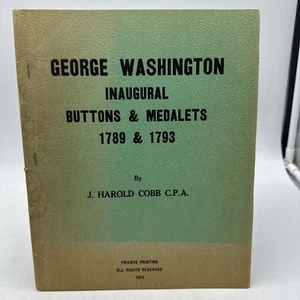 GEORGE WASHINGTON
INAUGURAL
BUTTONS & MEDALETS
1789 & 1793
By
J. HAROLD COBB C.P.A.
PRIVATE PRINTING
ALL RIGHTS RESERVED